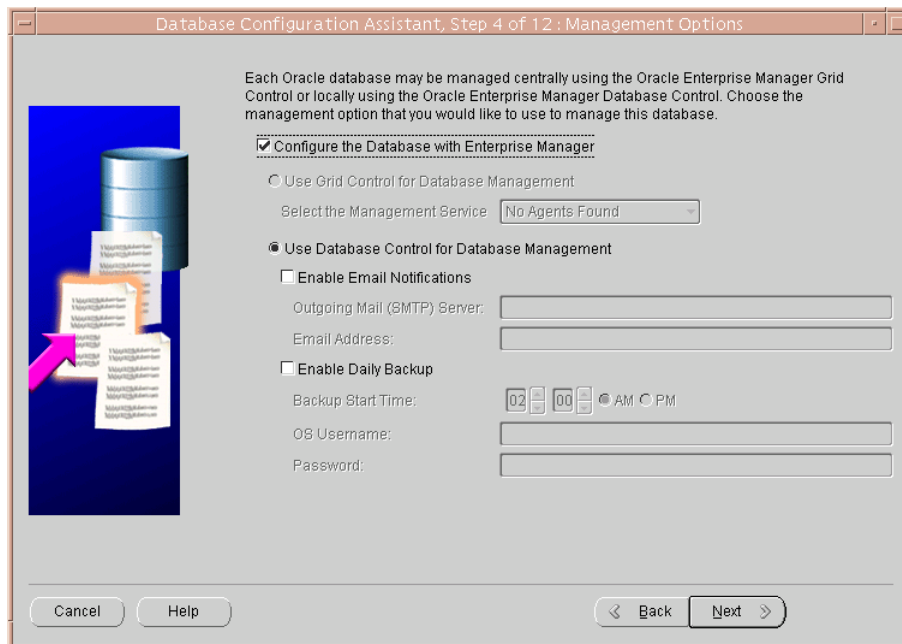 Database Configuration Assistant, Step 4 of 12 : Management Options
Each Oracle database may be managed centrally using the Oracle Enterprise Manager Grid
Control or locally using the Oracle Enterprise Manager Database Control. Choose the
management option that you would like to use to manage this database.
Configure the Database with Enterprise Manager
Use Grid Control for Database Management
Select the Management Service No Agents Found
Use Database Control for Database Management
Enable Email Notifications
Outgoing Mail (SMTP) Server:
Email Address:
Enable Daily Backup
Backup Start Time: 02 00 AM PM
OS Username:
Password:
Cancel Help Back Next